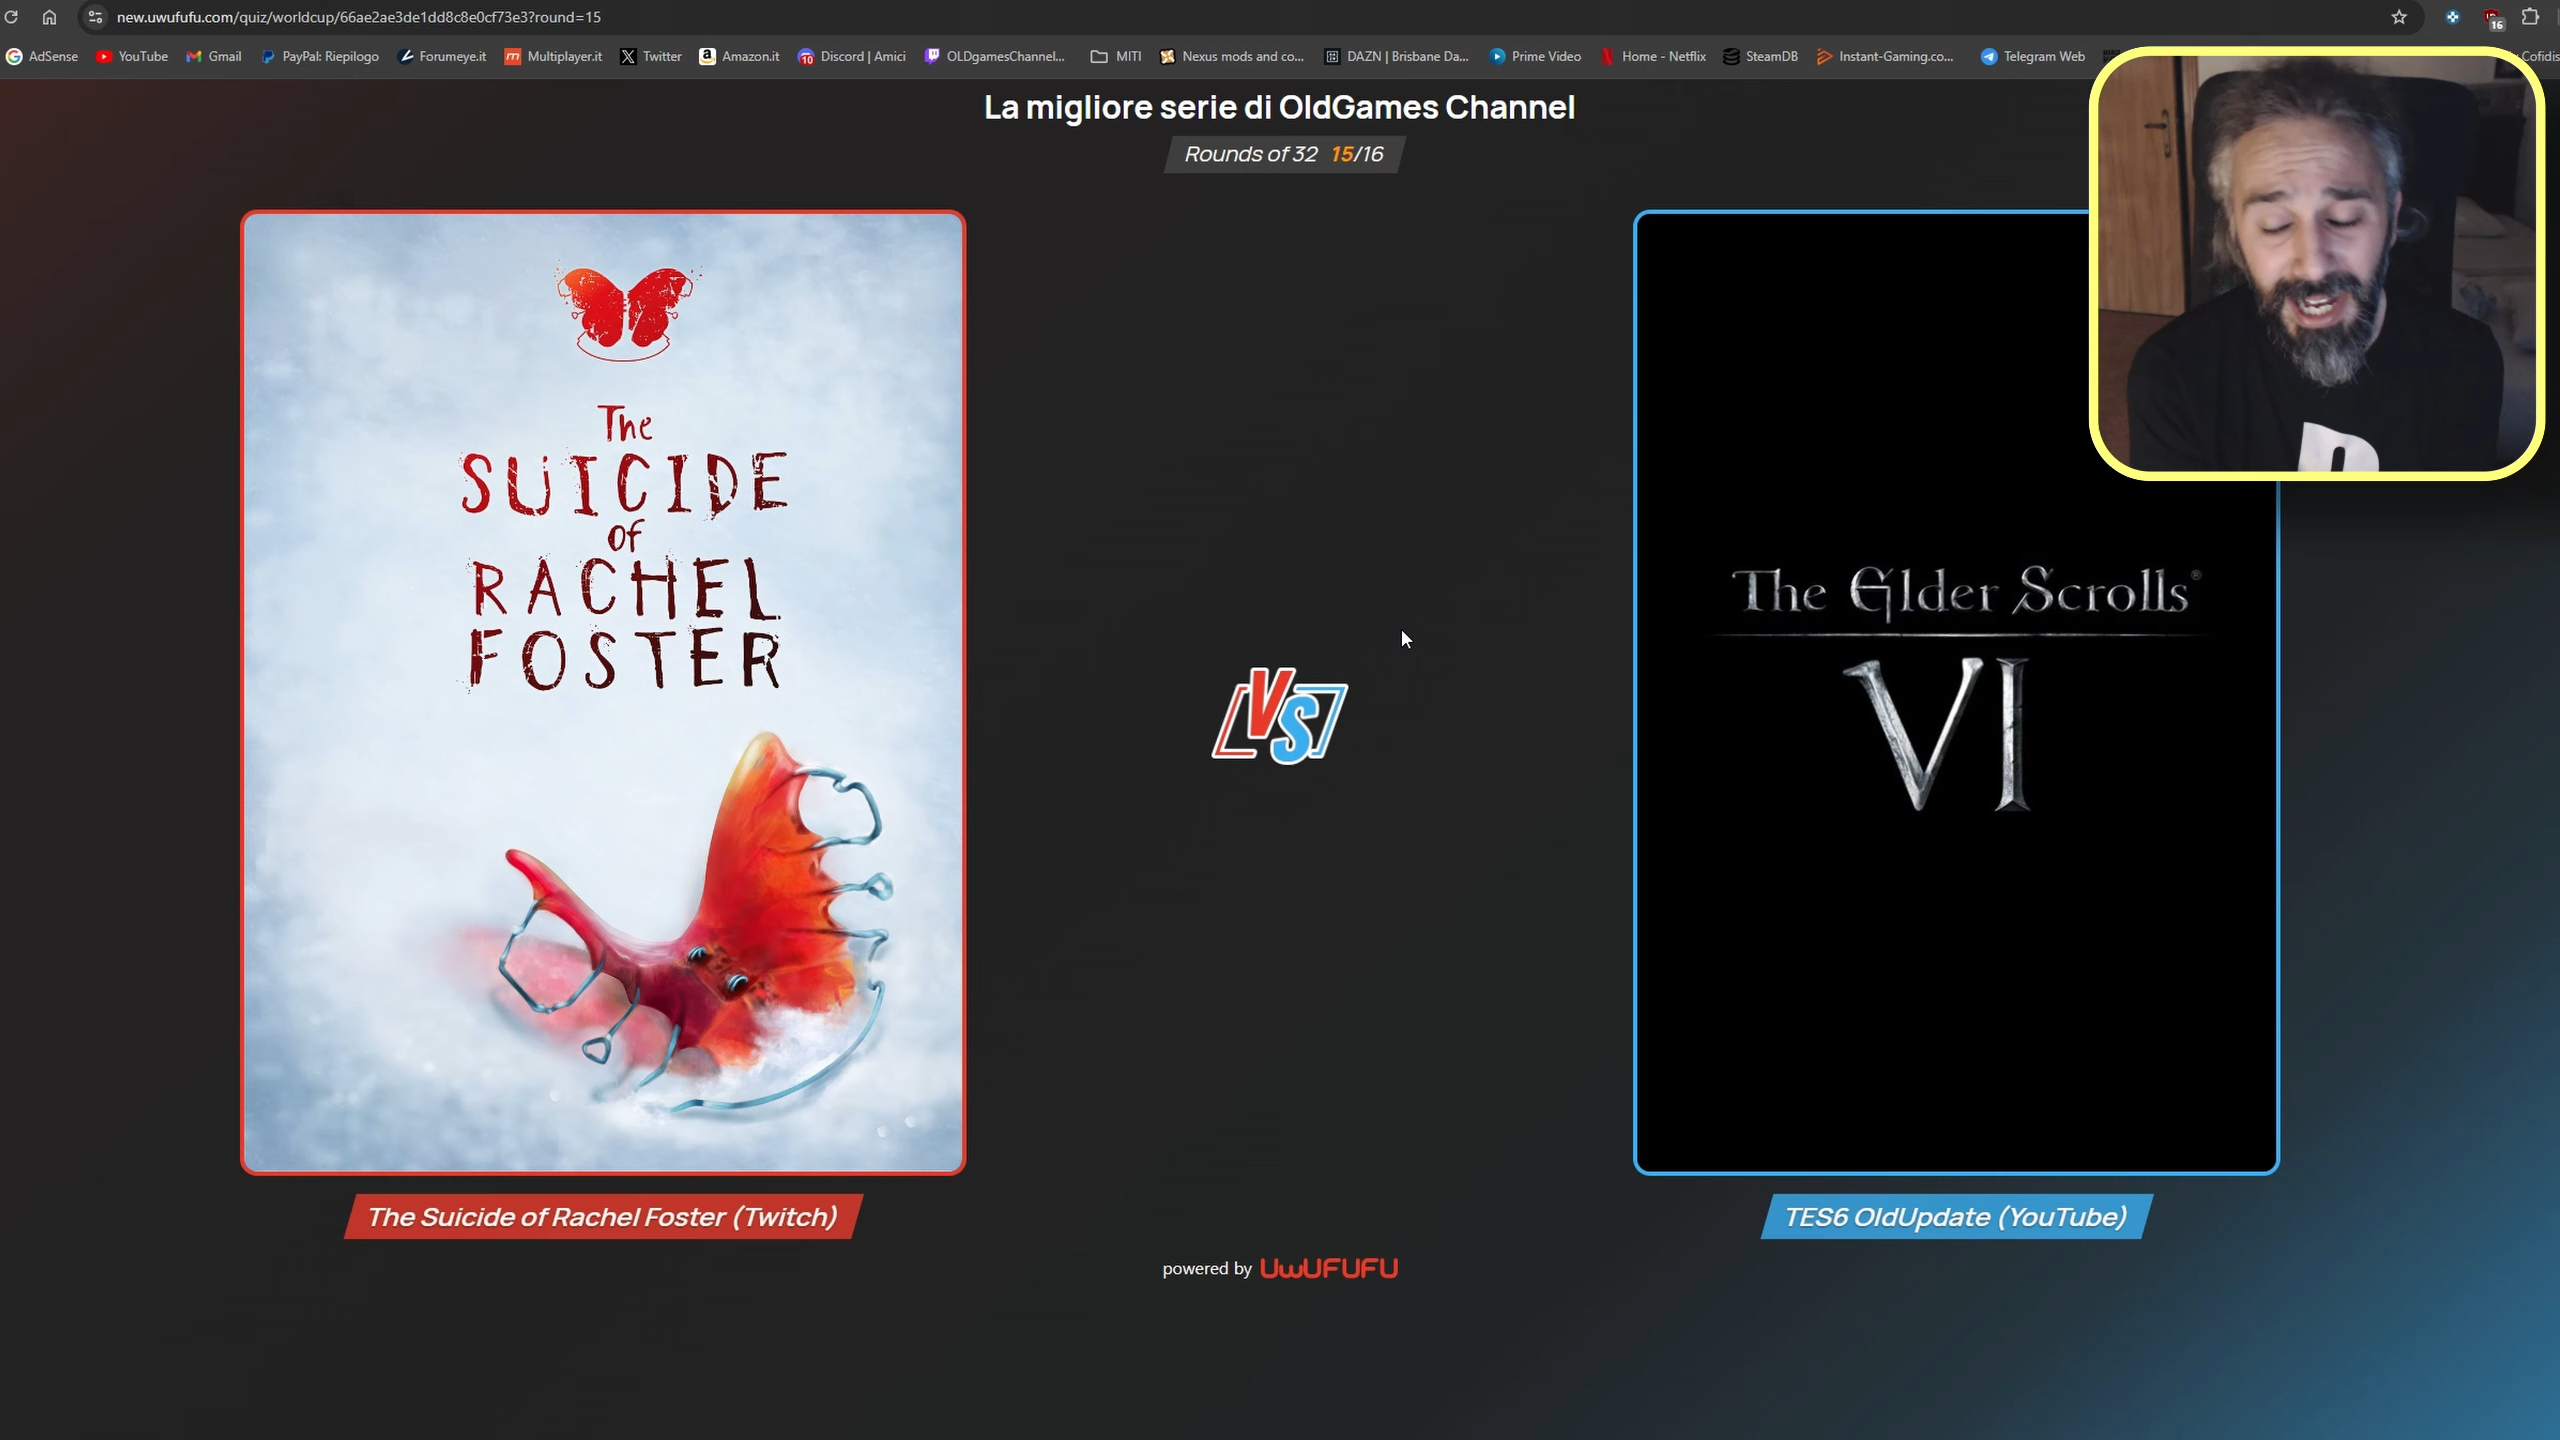 new.uwufufu.com/quiz/worldcup/66ae2ae3de1dd8c8e0cf73e3?round=15
16
AdSense YouTube Gmail PayPal: Riepilogo Forumeye.it Multiplayer.it Twitter Amazon.it Discord | Amici OLDgamesChannel... MITI Nexus mods and co... DAZN | Brisbane Da... Prime Video Home - Netflix SteamDB Instant-Gaming.co... Telegram Web Cofidis
La migliore serie di OldGames Channel
Rounds of 32 15/16
The
SUICIDE
of
RACHEL
FOSTER
VS
The Elder Scrolls®
VI
The Suicide of Rachel Foster (Twitch)
TES6 OldUpdate (YouTube)
powered by UwUFUFU